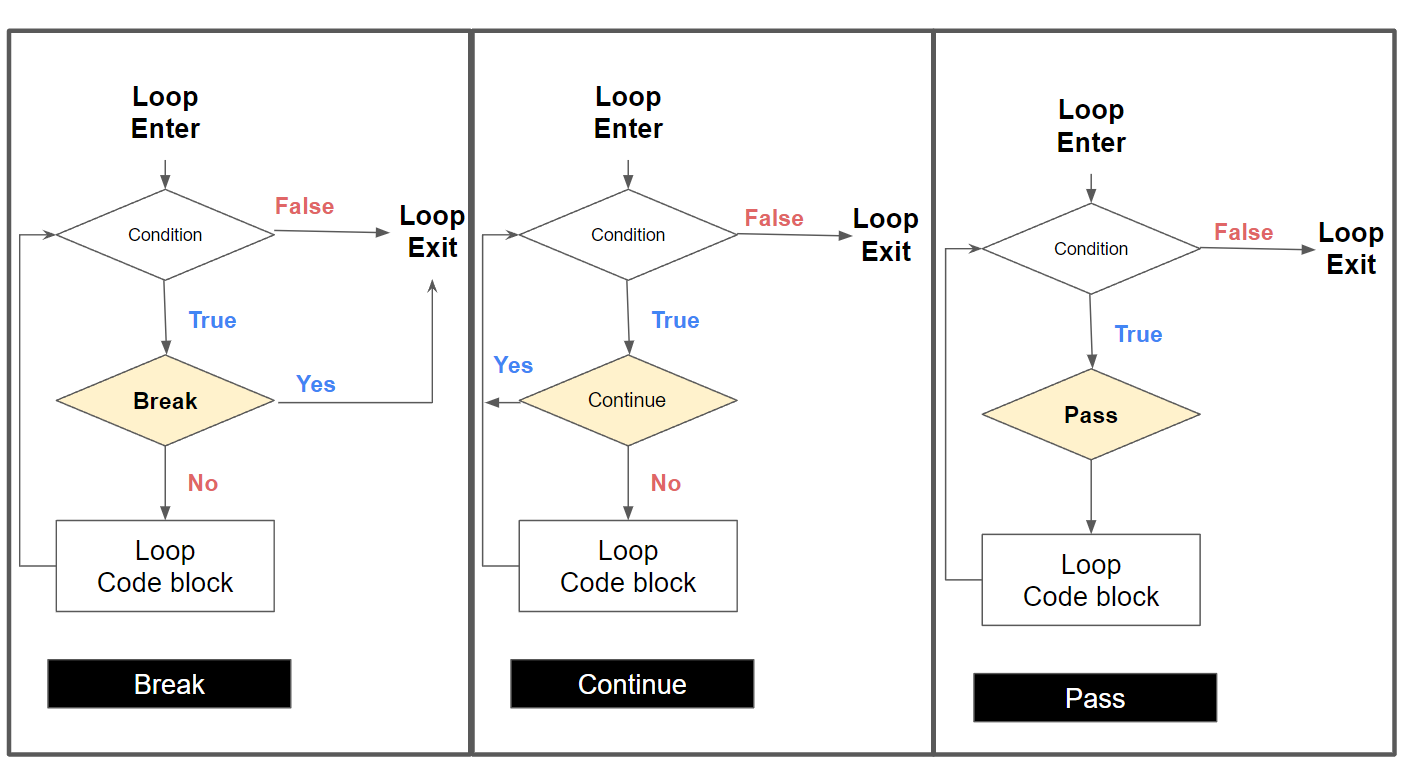 Loop
Enter
Condition
False
Loop
Exit
True
Break
Yes
No
Loop
Code block
Break
Loop
Enter
Condition
False
Loop
Exit
True
Yes
Continue
No
Loop
Code block
Continue
Loop
Enter
Condition
False
Loop
Exit
True
Pass
Loop
Code block
Pass